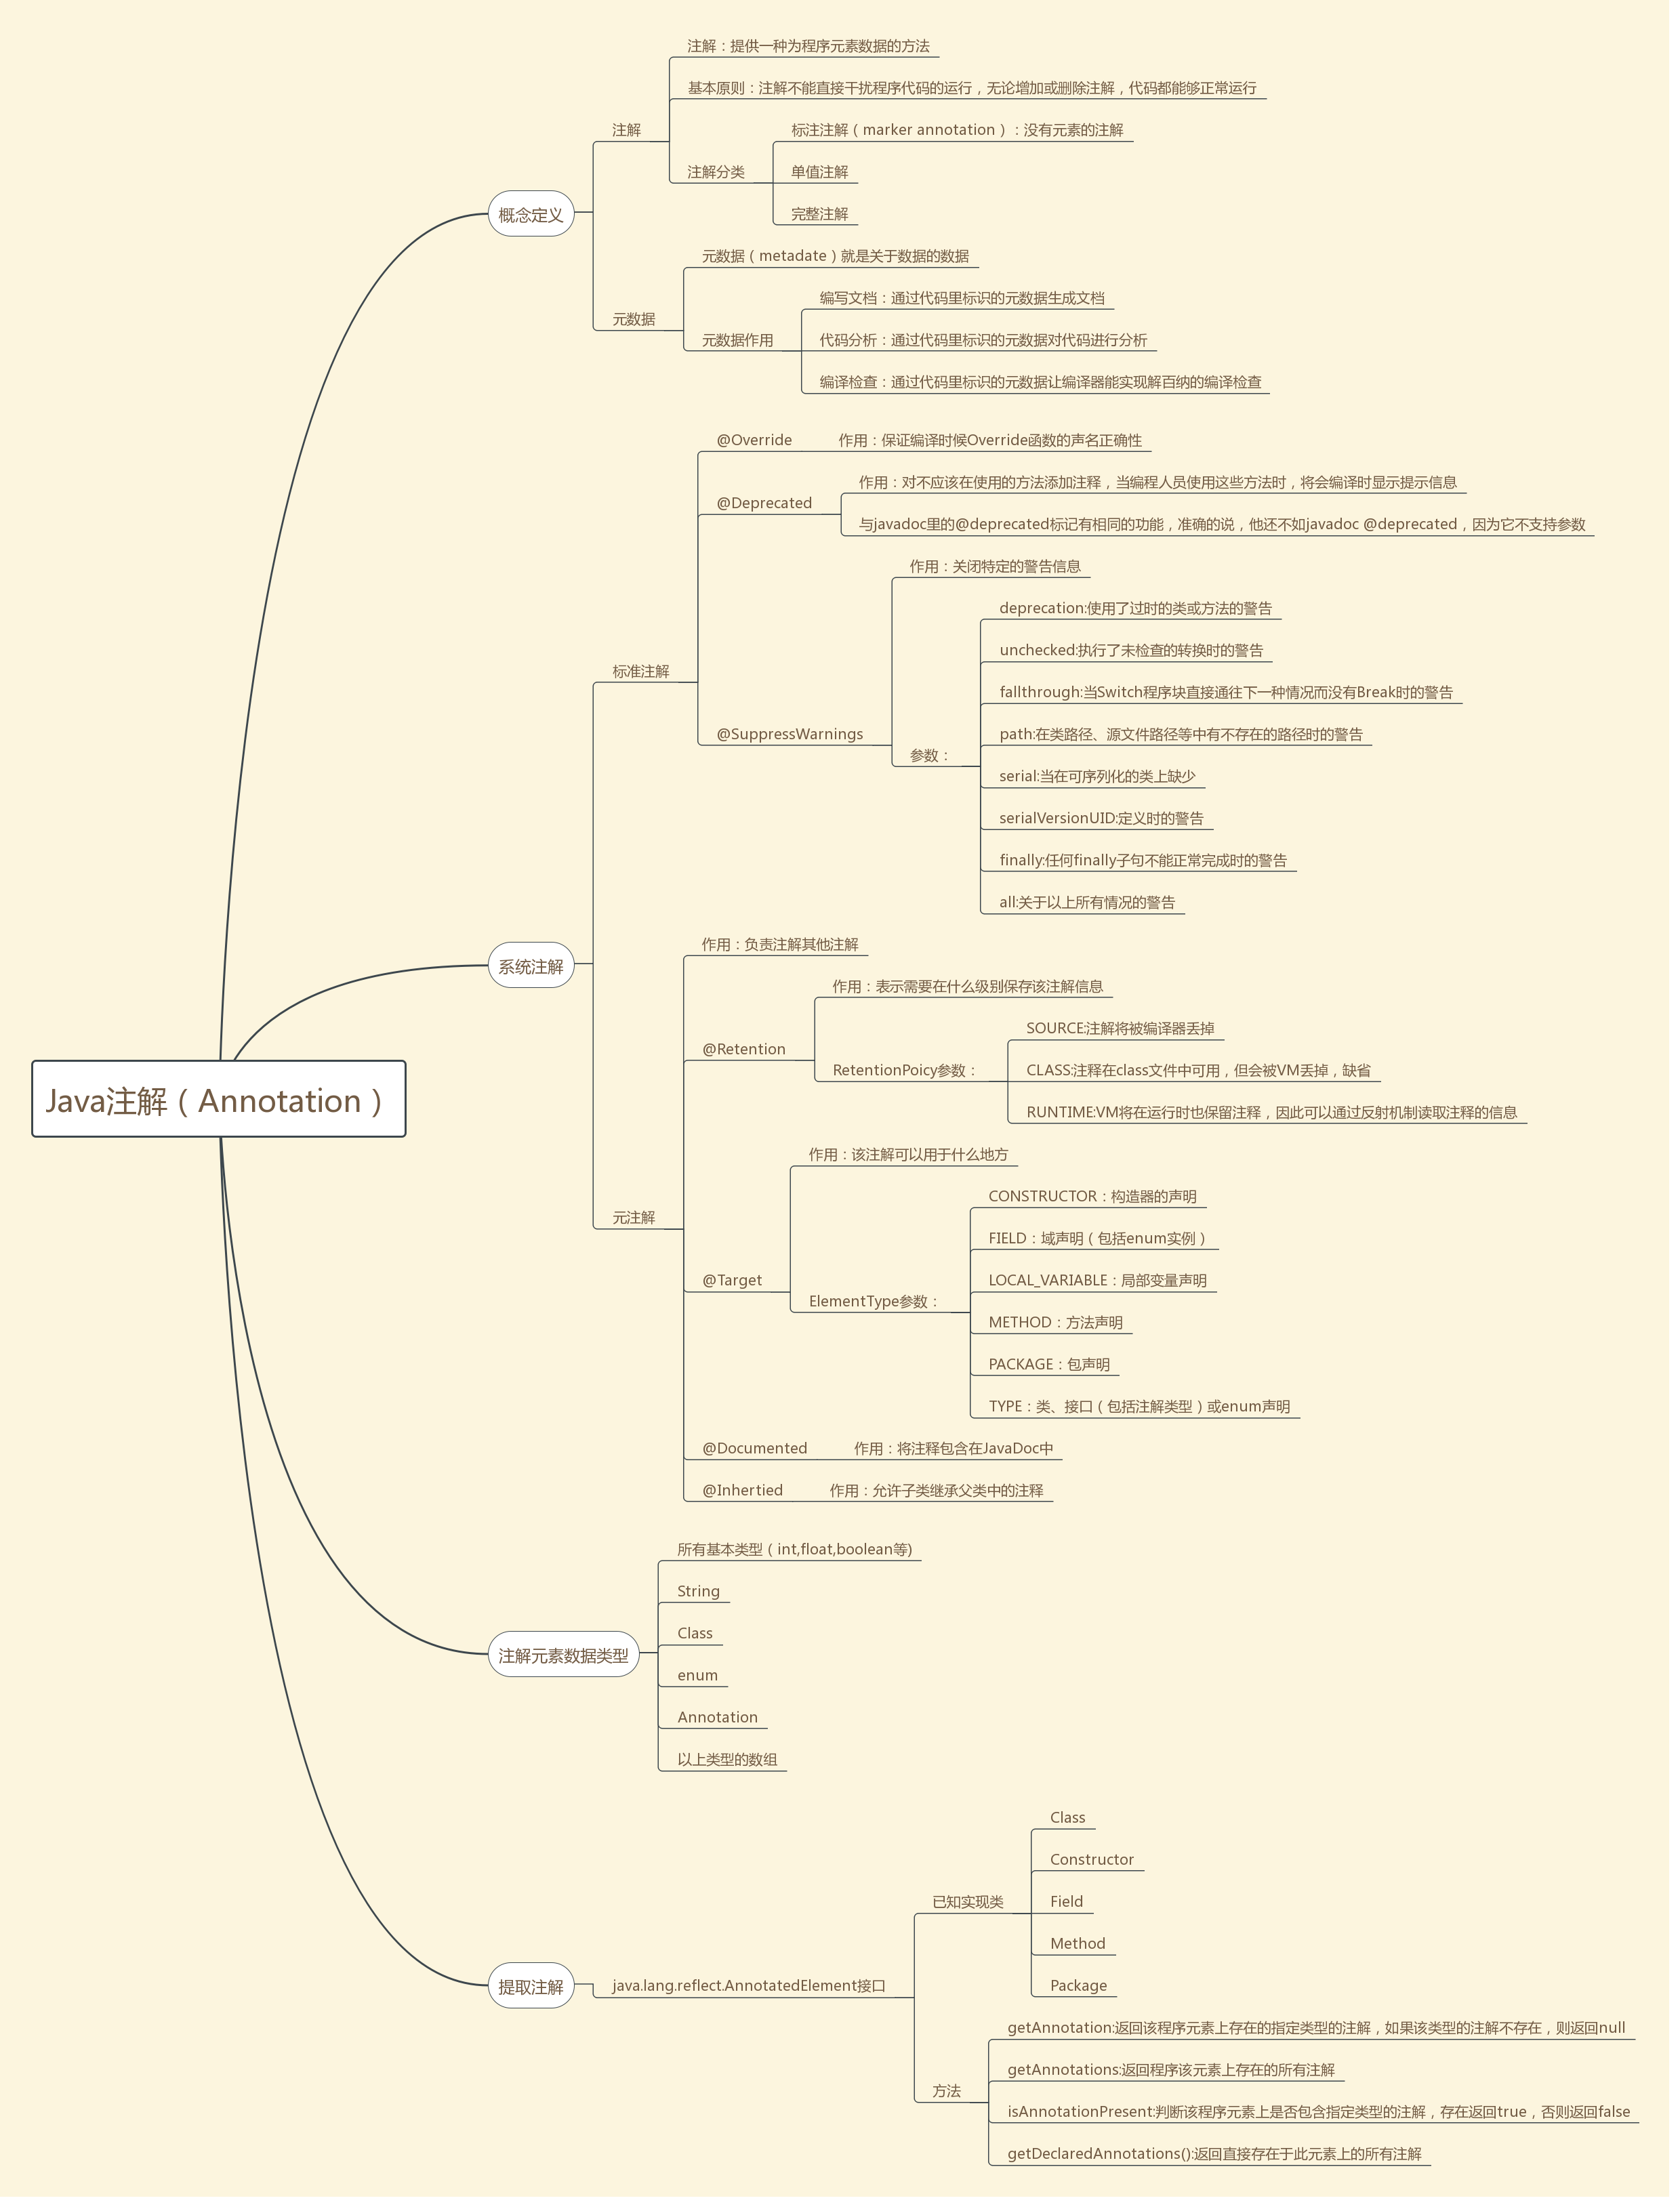 Java注解（Annotation）
概念定义
注解
注解：提供一种为程序元素数据的方法
基本原则：注解不能直接干扰程序代码的运行，无论增加或删除注解，代码都能够正常运行
注解分类
标注注解（marker annotation）：没有元素的注解
单值注解
完整注解
元数据
元数据（metadate）就是关于数据的数据
元数据作用
编写文档：通过代码里标识的元数据生成文档
代码分析：通过代码里标识的元数据对代码进行分析
编译检查：通过代码里标识的元数据让编译器能实现解百纳的编译检查
系统注解
标准注解
@Override
作用：保证编译时候Override函数的声名正确性
@Deprecated
作用：对不应该在使用的方法添加注释，当编程人员使用这些方法时，将会编译时显示提示信息
与javadoc里的@deprecated标记有相同的功能，准确的说，他还不如javadoc @deprecated，因为它不支持参数
@SuppressWarnings
作用：关闭特定的警告信息
参数：
deprecation:使用了过时的类或方法的警告
unchecked:执行了未检查的转换时的警告
fallthrough:当Switch程序块直接通往下一种情况而没有Break时的警告
path:在类路径、源文件路径等中有不存在的路径时的警告
serial:当在可序列化的类上缺少
serialVersionUID:定义时的警告
finally:任何finally子句不能正常完成时的警告
all:关于以上所有情况的警告
元注解
作用：负责注解其他注解
@Retention
作用：表示需要在什么级别保存该注解信息
RetentionPoicy参数：
SOURCE:注解将被编译器丢掉
CLASS:注释在class文件中可用，但会被VM丢掉，缺省
RUNTIME:VM将在运行时也保留注释，因此可以通过反射机制读取注释的信息
@Target
作用：该注解可以用于什么地方
ElementType参数：
CONSTRUCTOR：构造器的声明
FIELD：域声明（包括enum实例）
LOCAL_VARIABLE：局部变量声明
METHOD：方法声明
PACKAGE：包声明
TYPE：类、接口（包括注解类型）或enum声明
@Documented
作用：将注释包含在JavaDoc中
@Inhertied
作用：允许子类继承父类中的注释
注解元素数据类型
所有基本类型（int,float,boolean等)
String
Class
enum
Annotation
以上类型的数组
提取注解
java.lang.reflect.AnnotatedElement接口
已知实现类
Class
Constructor
Field
Method
Package
方法
getAnnotation:返回该程序元素上存在的指定类型的注解，如果该类型的注解不存在，则返回null
getAnnotations:返回程序该元素上存在的所有注解
isAnnotationPresent:判断该程序元素上是否包含指定类型的注解，存在返回true，否则返回false
getDeclaredAnnotations():返回直接存在于此元素上的所有注解